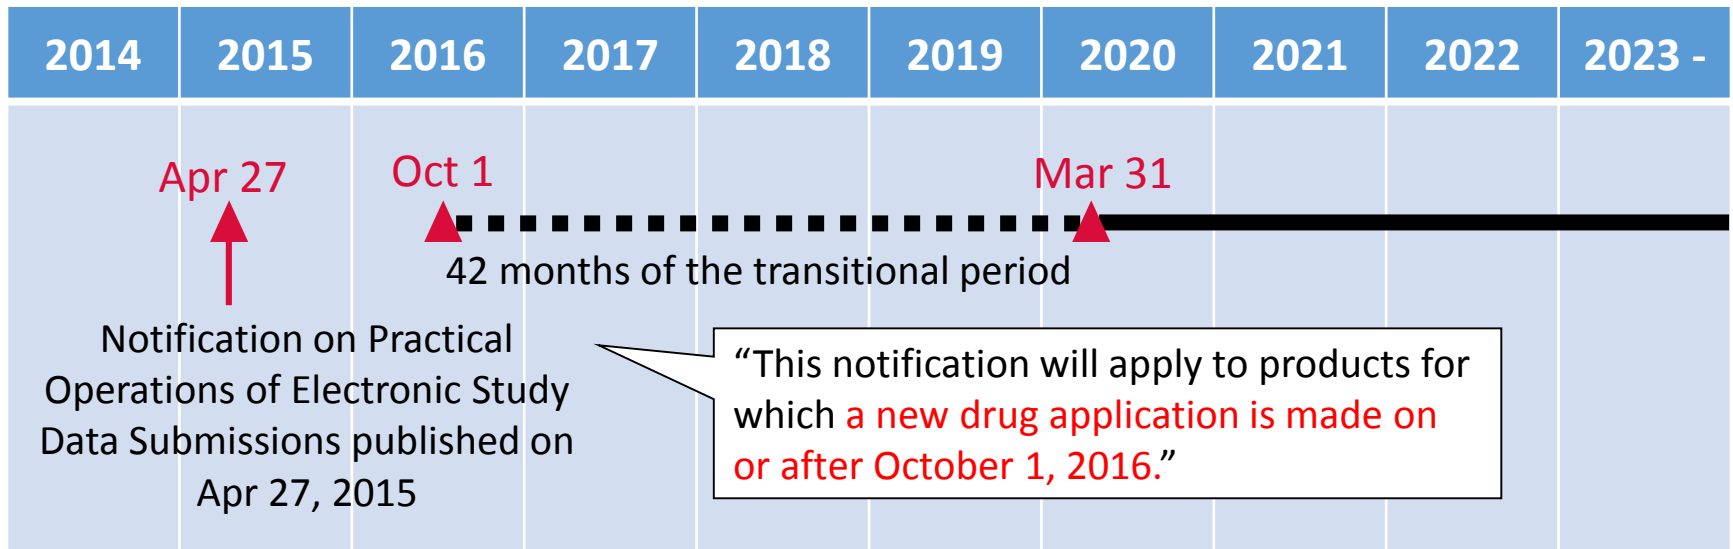 2014 2015 2016 2017 2018 2019 2020 2021 2022 2023 -
Apr 27
Oct 1
Mar 31
42 months of the transitional period
Notification on Practical
Operations of Electronic Study
Data Submissions published on
Apr 27, 2015
“This notification will apply to products for
which a new drug application is made on
or after October 1, 2016.”